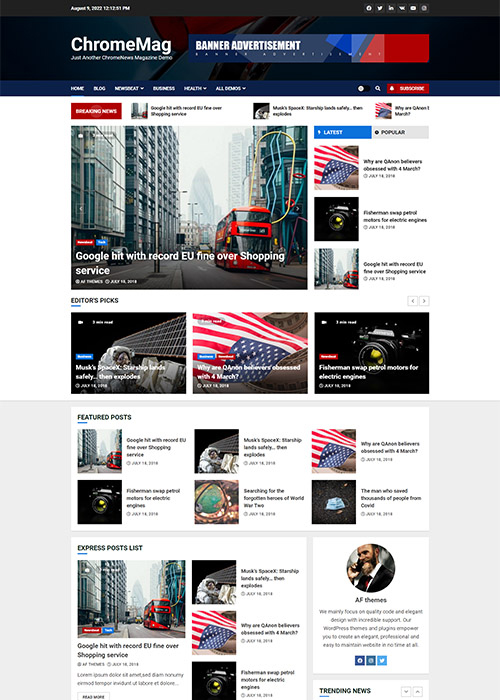 August 9, 2022 12:12:51 PM
ChromeMag
Just Another ChromeNews Magazine Demo
BANNER ADVERTISEMENT
BANNER ADVERTISEMENT
HOME BLOG NEWSBEAT BUSINESS HEALTH ALL DEMOS SUBSCRIBE
BREAKING NEWS
Google hit with record EU fine over
Shopping service
Musk's SpaceX: Starship lands safely… then
explodes
Why are QAnon b
March?
LATEST
POPULAR
Why are QAnon believers
obsessed with 4 March?
JULY 18, 2018
Fisherman swap petrol
motors for electric engines
JULY 18, 2018
Google hit with record EU
fine over Shopping service
JULY 18, 2018
Newsbeat Tech
Google hit with record EU fine over Shopping
service
AF THEMES JULY 18, 2018
EDITOR'S PICKS
3 min read
Business
Musk's SpaceX: Starship lands
safely… then explodes
JULY 18, 2018
3 min read
Business Newsbeat
Why are QAnon believers obsessed
with 4 March?
JULY 18, 2018
3 min read
Newsbeat
Fisherman swap petrol motors for
electric engines
JULY 18, 2018
FEATURED POSTS
Google hit with record EU
fine over Shopping
service
JULY 18, 2018
Musk's SpaceX: Starship
lands safely… then
explodes
JULY 18, 2018
Why are QAnon believers
obsessed with 4 March?
JULY 18, 2018
Fisherman swap petrol
motors for electric
engines
JULY 18, 2018
Searching for the
forgotten heroes of World
War Two
JULY 18, 2018
The man who saved
thousands of people from
Covid
JULY 18, 2018
EXPRESS POSTS LIST
Newsbeat Tech
Google hit with record EU fine over
Shopping service
AF THEMES JULY 18, 2018
Lorem ipsum dolor sit amet,sed diam nonumy
eirmod tempor invidunt ut labore et dolore…
READ MORE
Musk's SpaceX: Starship
lands safely… then
explodes
JULY 18, 2018
Why are QAnon believers
obsessed with 4 March?
JULY 18, 2018
Fisherman swap petrol
motors for electric
engines
AF themes
We mainly focus on quality code and elegant
design with incredible support. Our
WordPress themes and plugins empower
you to create an elegant, professional and
easy to maintain website in no time at all.
TRENDING NEWS